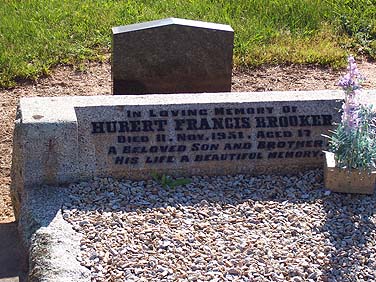 IN LOVING MEMORY OF
HUBERT FRANCIS BROOKER
DIED 11. NOV. 1951. AGED 17
A BELOVED SON AND BROTHER
HIS LIFE A BEAUTIFUL MEMORY